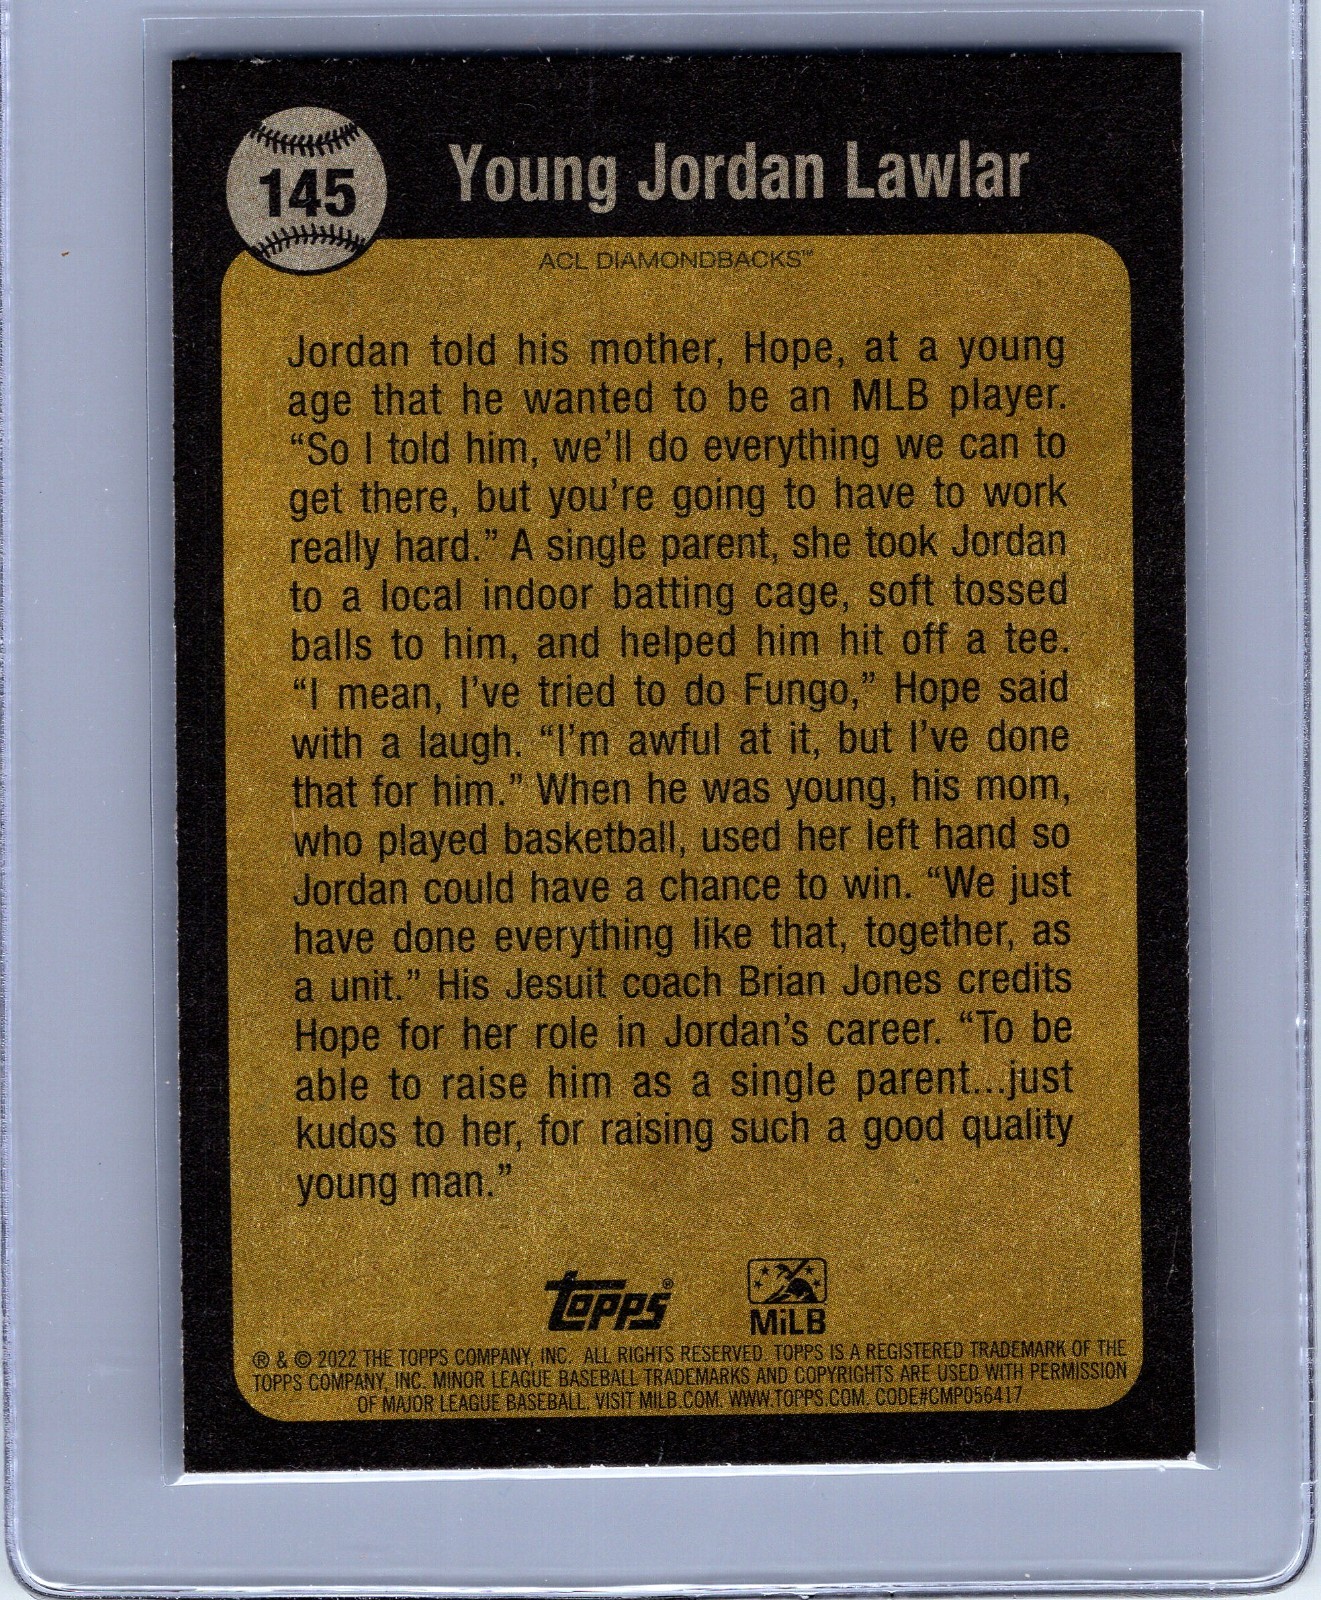 145
Young Jordan Lawlar
ACL DIAMONDBACKS™
Jordan told his mother, Hope, at a young
age that he wanted to be an MLB player.
“So I told him, we’ll do everything we can to
get there, but you’re going to have to work
really hard.” A single parent, she took Jordan
to a local indoor batting cage, soft tossed
balls to him, and helped him hit off a tee.
“I mean, I’ve tried to do Fungo,” Hope said
with a laugh. “I’m awful at it, but I’ve done
that for him.” When he was young, his mom,
who played basketball, used her left hand so
Jordan could have a chance to win. “We just
have done everything like that, together, as
a unit.” His Jesuit coach Brian Jones credits
Hope for her role in Jordan’s career. “To be
able to raise him as a single parent...just
kudos to her, for raising such a good quality
young man.”
Topps®
MiLB
® & © 2022 THE TOPPS COMPANY, INC. ALL RIGHTS RESERVED. TOPPS IS A REGISTERED TRADEMARK OF THE
TOPPS COMPANY, INC. MINOR LEAGUE BASEBALL TRADEMARKS AND COPYRIGHTS ARE USED WITH PERMISSION
OF MAJOR LEAGUE BASEBALL. VISIT MILB.COM. WWW.TOPPS.COM. CODE#CMP056417